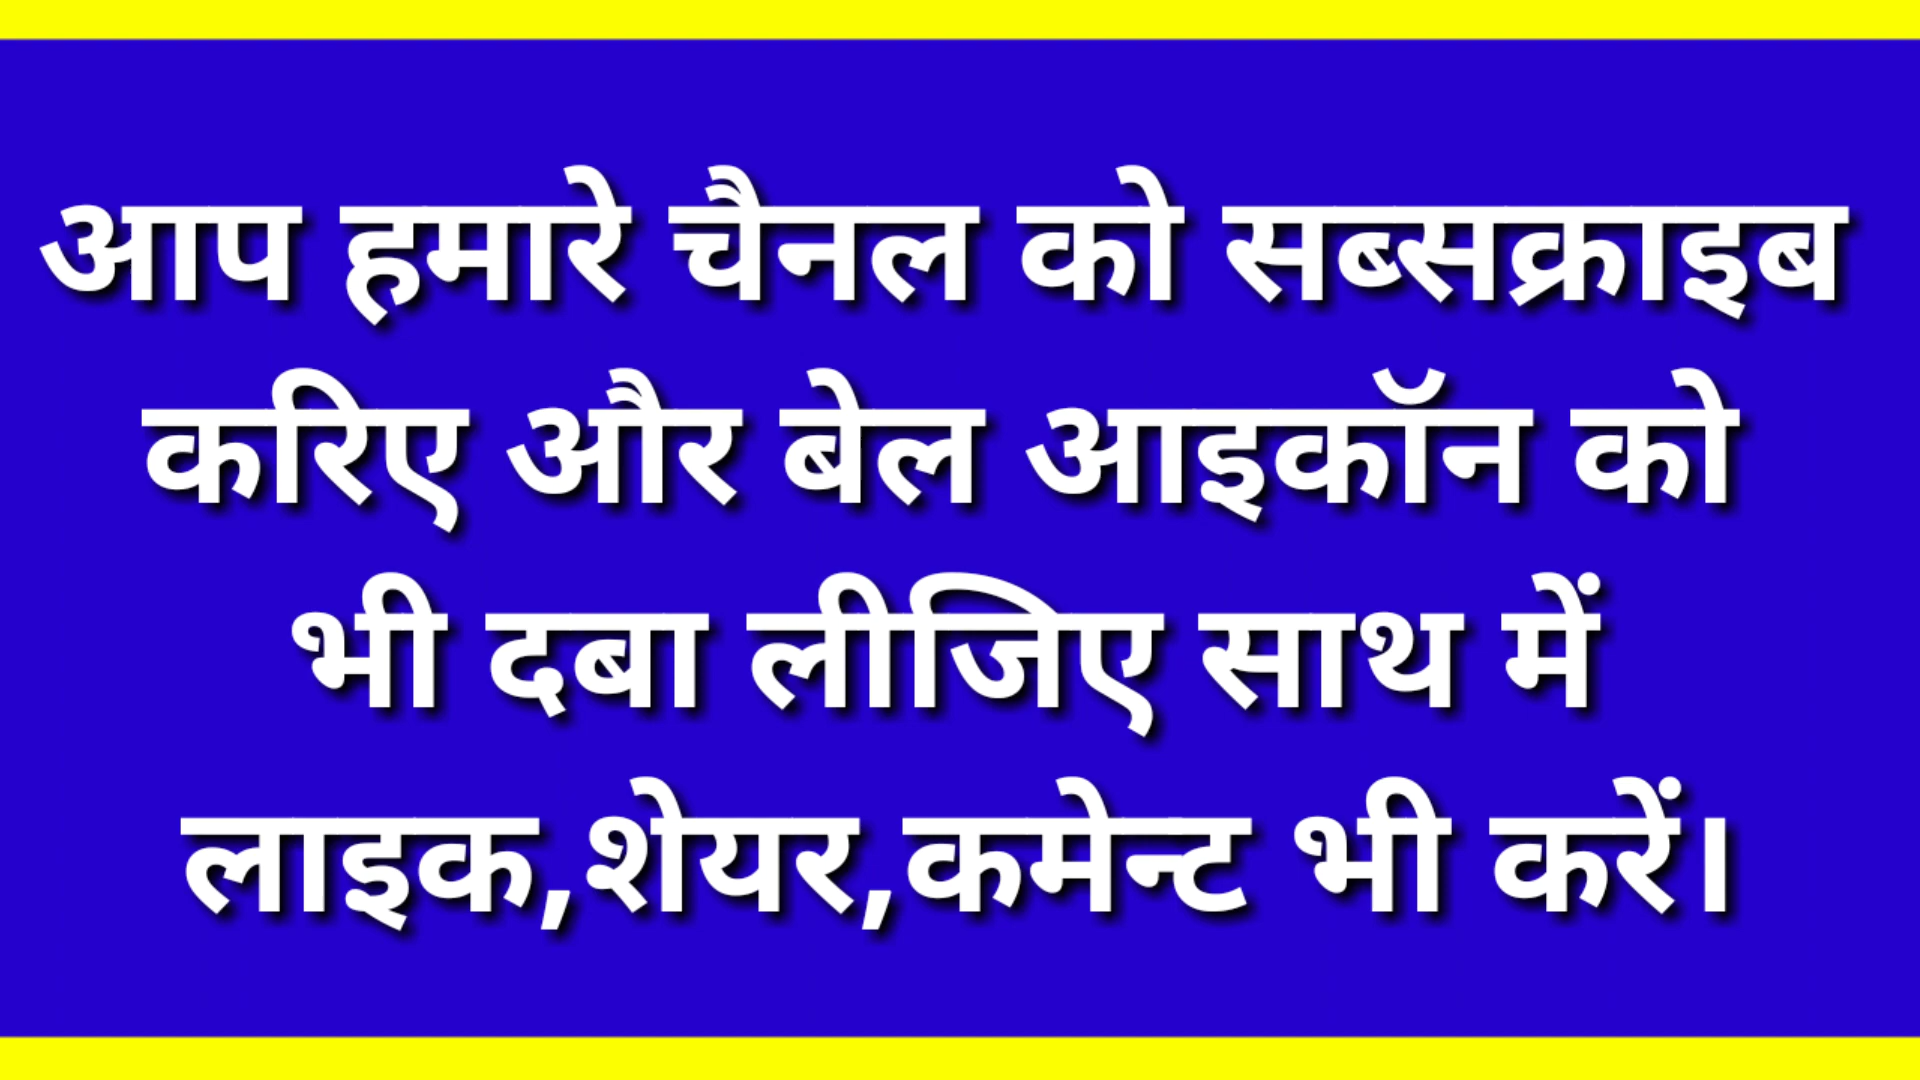 आप हमारे चैनल को सब्सक्राइब
करिए और बेल आइकॉन को
भी दबा लीजिए साथ में
लाइक,शेयर,कमेन्ट भी करें।